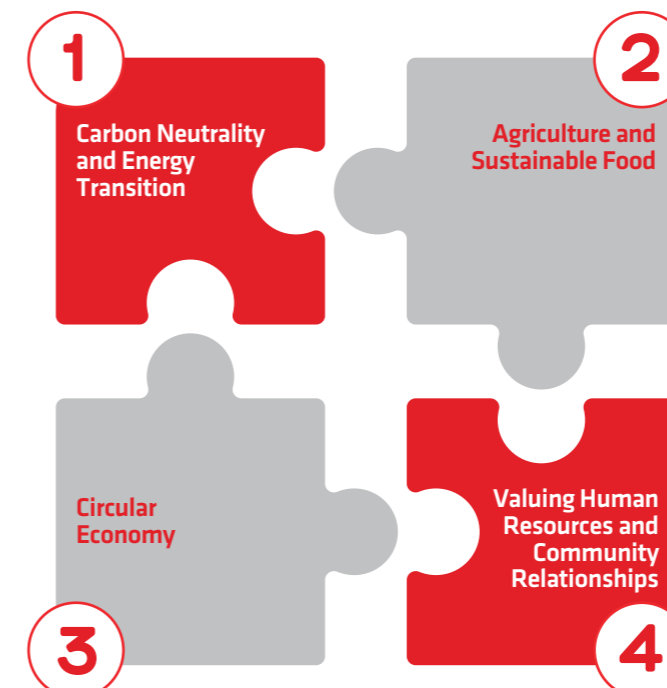 1
Carbon Neutrality
and Energy
Transition
2
Agriculture and
Sustainable Food
Circular
Economy
3
Valuing Human
Resources and
Community
Relationships
4